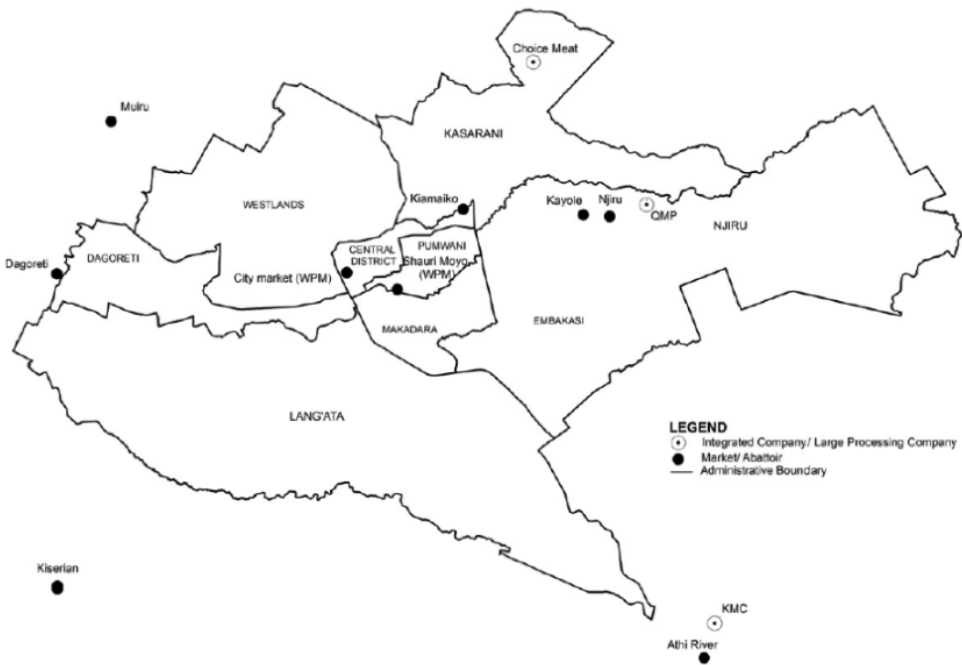 Choice Meat
Muiru
KASARANI
WESTLANDS
Kiamaiko
Kayole
Njiru
QMP
NJIRU
Dagoreti
DAGORETI
CENTRAL
DISTRICT
PUMWANI
City market (WPM)
Shauri Moyo
(WPM)
MAKADARA
EMBAKASI
LANG'ATA
LEGEND
Integrated Company/ Large Processing Company
Market/ Abattoir
Administrative Boundary
Kiserian
KMC
Athi River